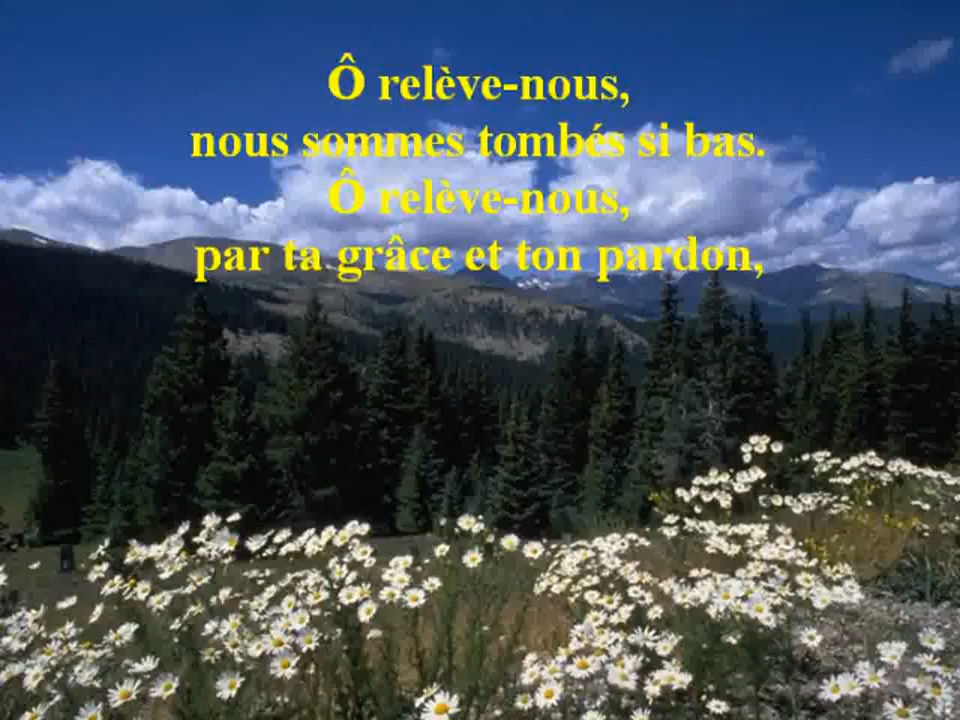 Ô relève-nous,
nous sommes tombés si bas.
Ô relève-nous,
par ta grâce et ton pardon,